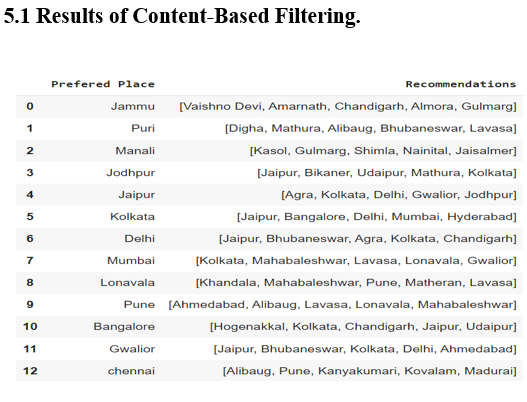 5.1 Results of Content-Based Filtering.
Prefered Place Recommendations
0 Jammu [Vaishno Devi, Amarnath, Chandigarh, Almora, Gulmarg]
1 Puri [Digha, Mathura, Alibaug, Bhubaneswar, Lavasa]
2 Manali [Kasol, Gulmarg, Shimla, Nainital, Jaisalmer]
3 Jodhpur [Jaipur, Bikaner, Udaipur, Mathura, Kolkata]
4 Jaipur [Agra, Kolkata, Delhi, Gwalior, Jodhpur]
5 Kolkata [Jaipur, Bangalore, Delhi, Mumbai, Hyderabad]
6 Delhi [Jaipur, Bhubaneswar, Agra, Kolkata, Chandigarh]
7 Mumbai [Kolkata, Mahabaleshwar, Lavasa, Lonavala, Gwalior]
8 Lonavala [Khandala, Mahabaleshwar, Pune, Matheran, Lavasa]
9 Pune [Ahmedabad, Alibaug, Lavasa, Lonavala, Mahabaleshwar]
10 Bangalore [Hogenakkal, Kolkata, Chandigarh, Jaipur, Udaipur]
11 Gwalior [Jaipur, Bhubaneswar, Kolkata, Delhi, Ahmedabad]
12 chennai [Alibaug, Pune, Kanyakumari, Kovalam, Madurai]